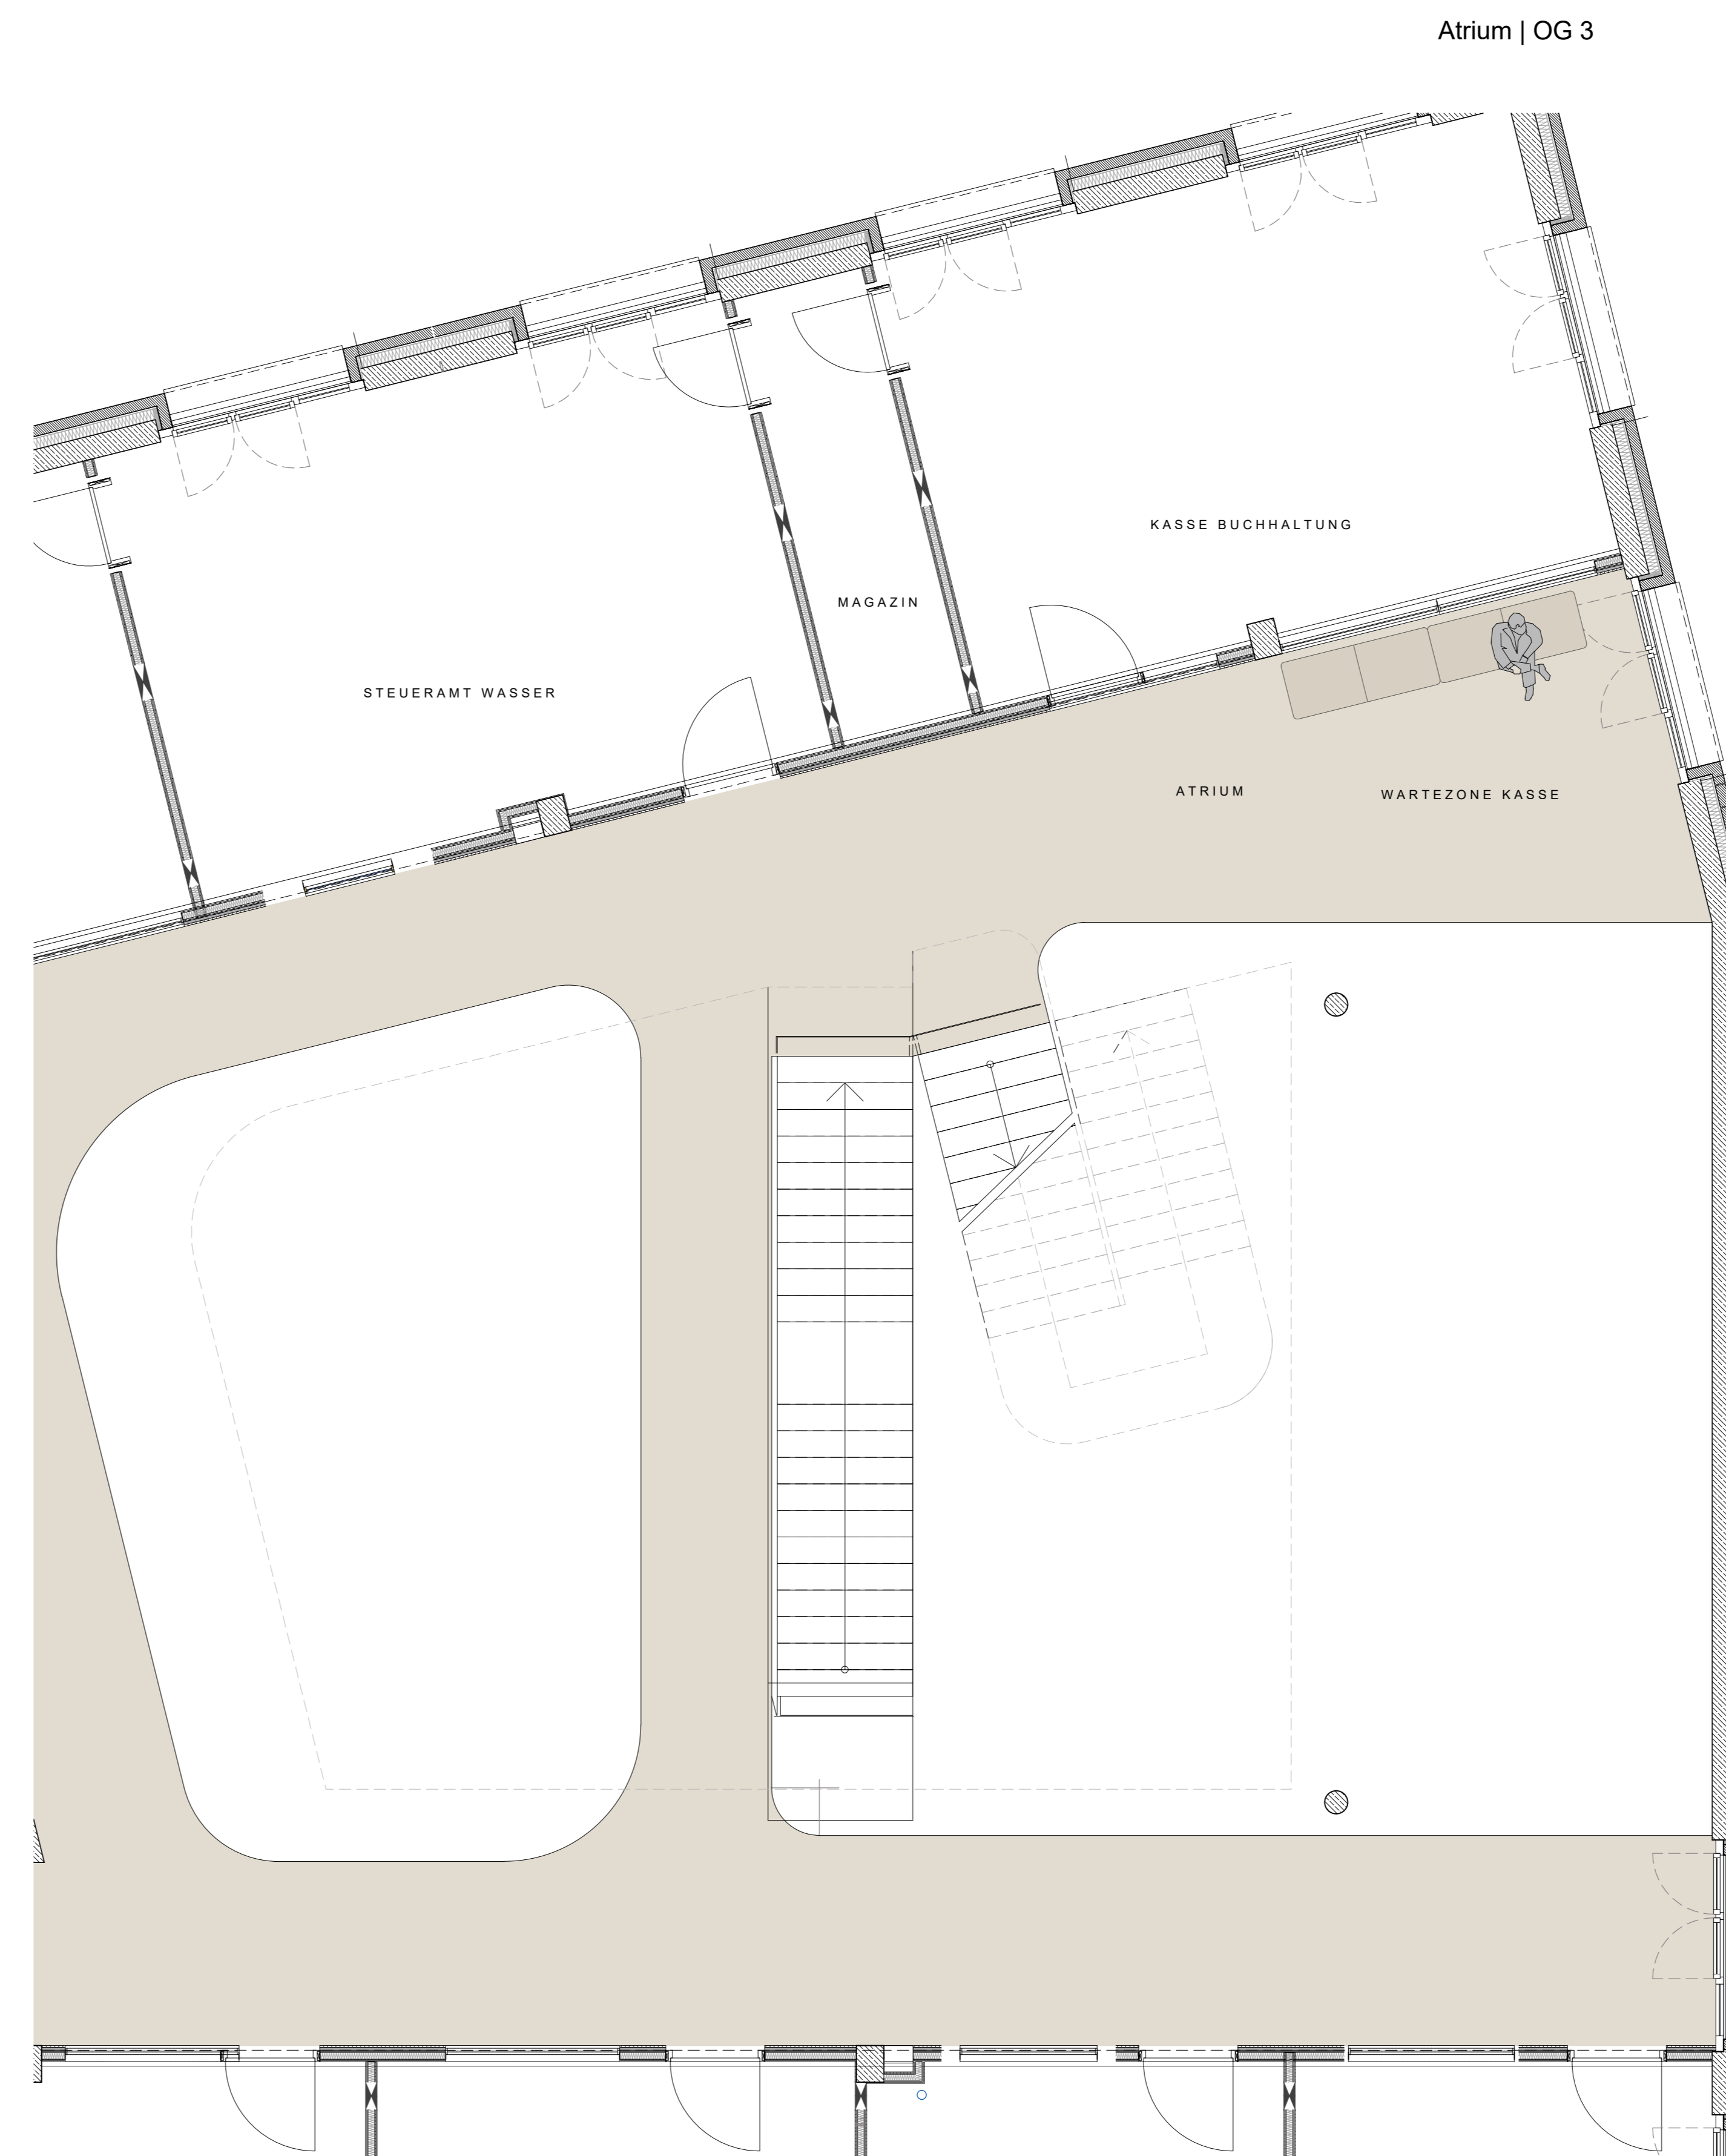 Atrium | OG 3
KASSE BUCHHALTUNG
MAGAZIN
STEUERAMT WASSER
ATRIUM
WARTEZONE KASSE